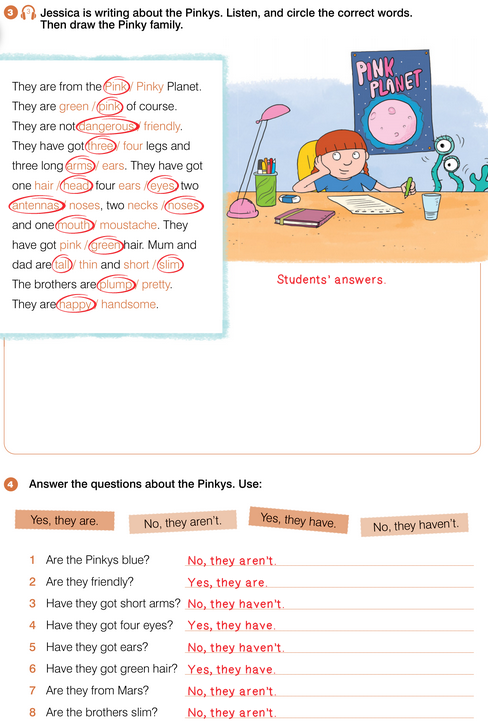 3 Jessica is writing about the Pinkys. Listen, and circle the correct words.
Then draw the Pinky family.
They are from the Pink / Pinky Planet.
They are green / pink of course.
They are not dangerous / friendly.
They have got three / four legs and
three long arms / ears. They have got
one hair / head, four ears / eyes, two
antennas / noses, two necks / noses
and one mouth / moustache. They
have got pink / green hair. Mum and
dad are tall / thin and short / slim.
The brothers are plump / pretty.
They are happy / handsome.
PINK
PLANET
Students' answers.
4 Answer the questions about the Pinkys. Use:
Yes, they are. No, they aren't. Yes, they have. No, they haven't.
1 Are the Pinkys blue? No, they aren't.
2 Are they friendly? Yes, they are.
3 Have they got short arms? No, they haven't.
4 Have they got four eyes? Yes, they have.
5 Have they got ears? No, they haven't.
6 Have they got green hair? Yes, they have.
7 Are they from Mars? No, they aren't.
8 Are the brothers slim? No, they aren't.